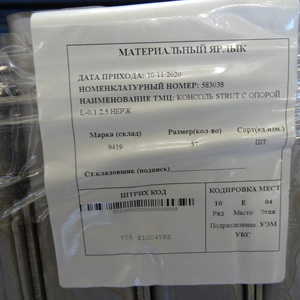 МАТЕРИАЛЬНЫЙ ЯРЛЫК
ДАТА ПРИХОДА: 10-11-2020
НОМЕНКЛАТУРНЫЙ НОМЕР: 583038
НАИМЕНОВАНИЕ ТМЦ: КОНСОЛЬ STRUT С ОПОРОЙ
L-0,1 2,5 НЕРЖ
Марка (склад) Размер(кол-во) Сорт(ед.изм.)
9419 57 ШТ
Ст.кладовщик (подпись)
ШТРИХ КОД
КОДИРОВКА МЕСТ
10 E 04
Ряд Место Этаж
Подразделение УЭМ
УКС